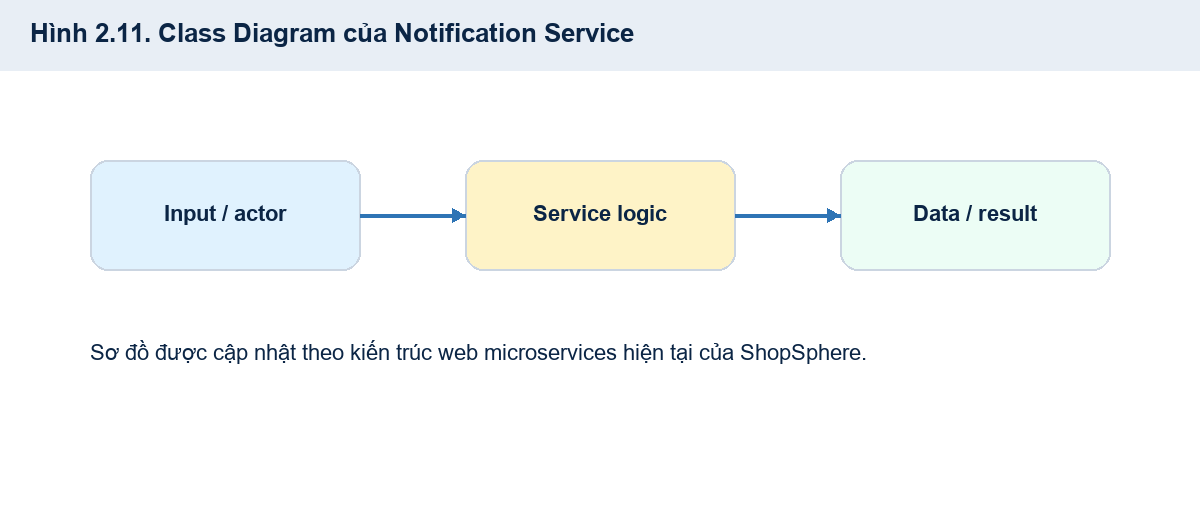 Hình 2.11. Class Diagram của Notification Service
Input / actor
Service logic
Data / result
Sơ đồ được cập nhật theo kiến trúc web microservices hiện tại của ShopSphere.